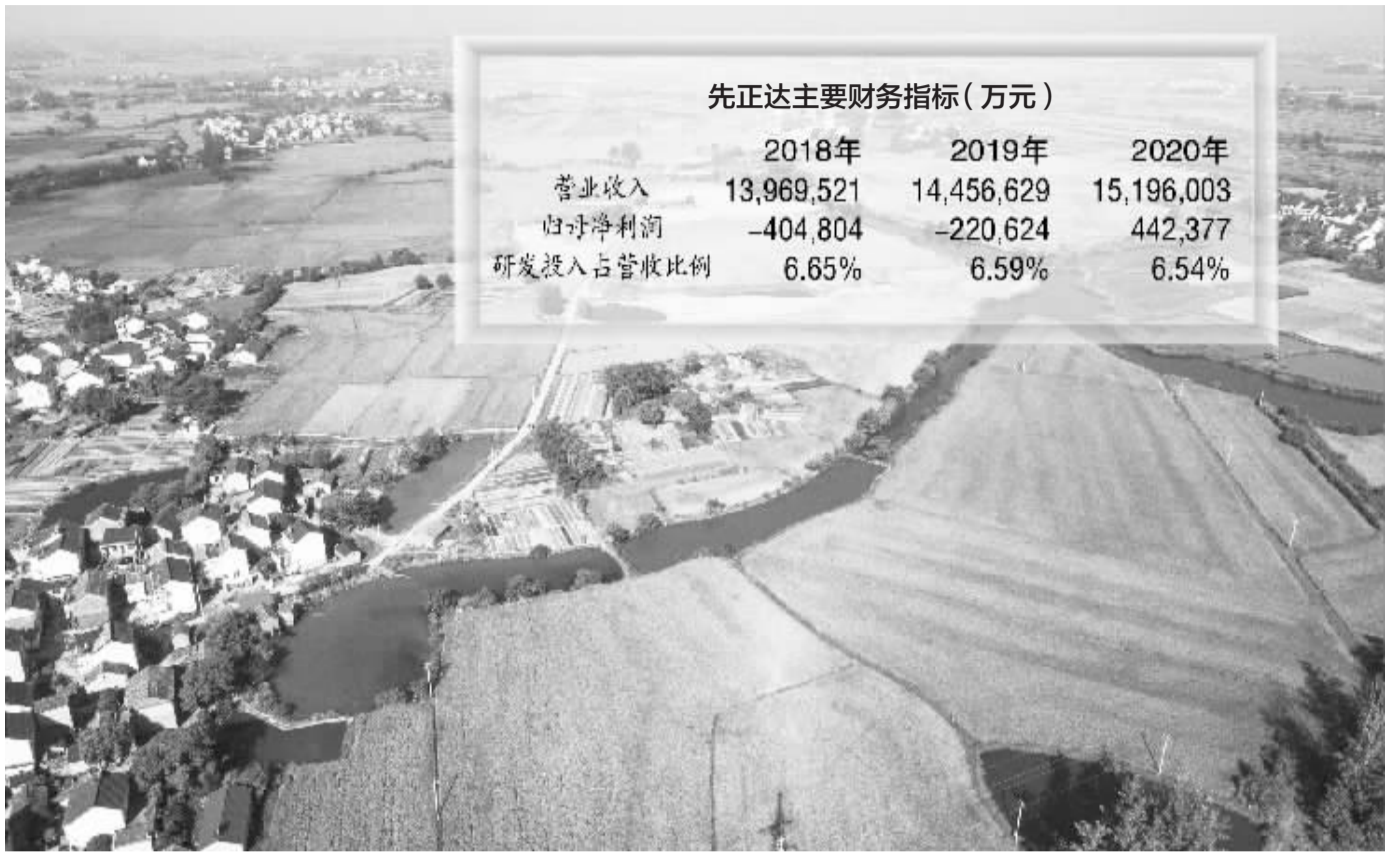 先正达主要财务指标(万元)
2018年 2019年 2020年
营业收入 13,969,521 14,456,629 15,196,003
归母净利润 -404,804 -220,624 442,377
研发投入占营收比例 6.65% 6.59% 6.54%